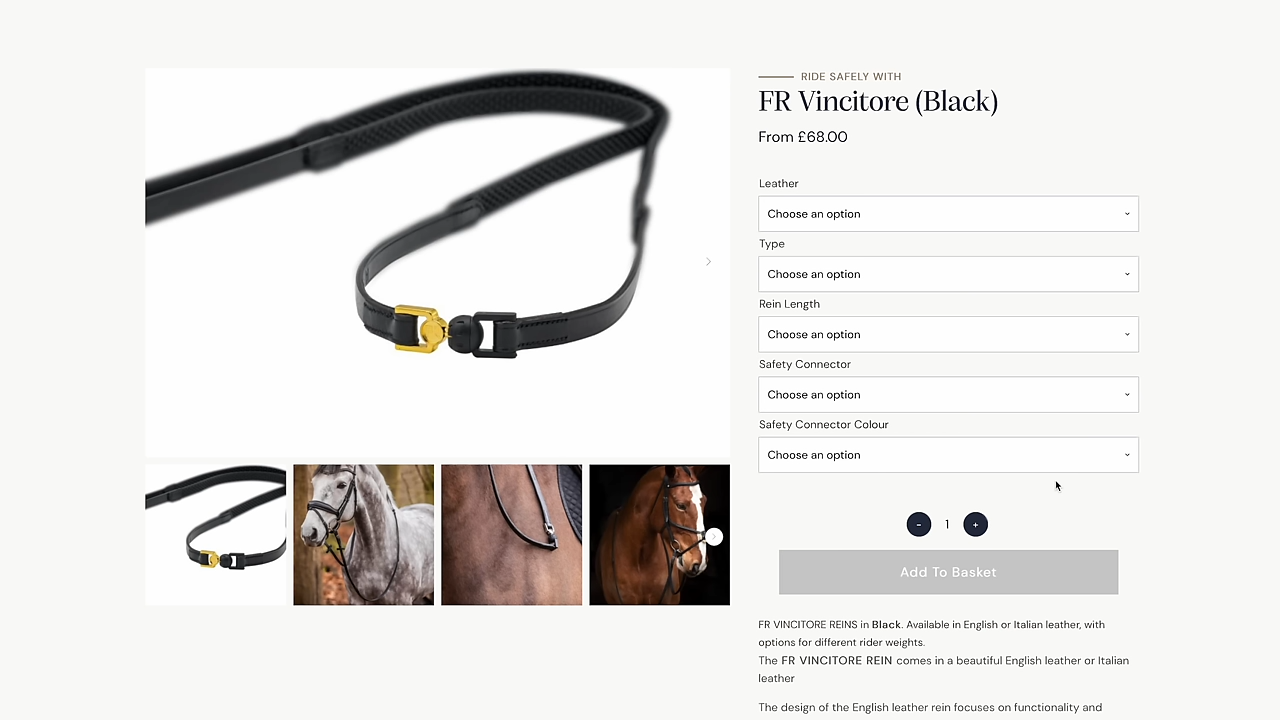 RIDE SAFELY WITH
FR Vincitore (Black)
From £68.00
Leather
Choose an option
Type
Choose an option
Rein Length
Choose an option
Safety Connector
Choose an option
Safety Connector Colour
Choose an option
- 1 +
Add To Basket
FR VINCITORE REINS in Black. Available in English or Italian leather, with
options for different rider weights.
The FR VINCITORE REIN comes in a beautiful English leather or Italian
leather
The design of the English leather rein focuses on functionality and